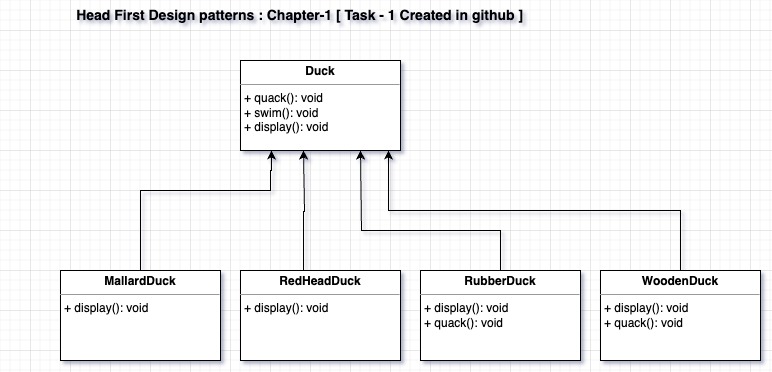 Head First Design patterns : Chapter-1 [ Task - 1 Created in github ]
Duck
+ quack(): void
+ swim(): void
+ display(): void
MallardDuck
+ display(): void
RedHeadDuck
+ display(): void
RubberDuck
+ display(): void
+ quack(): void
WoodenDuck
+ display(): void
+ quack(): void